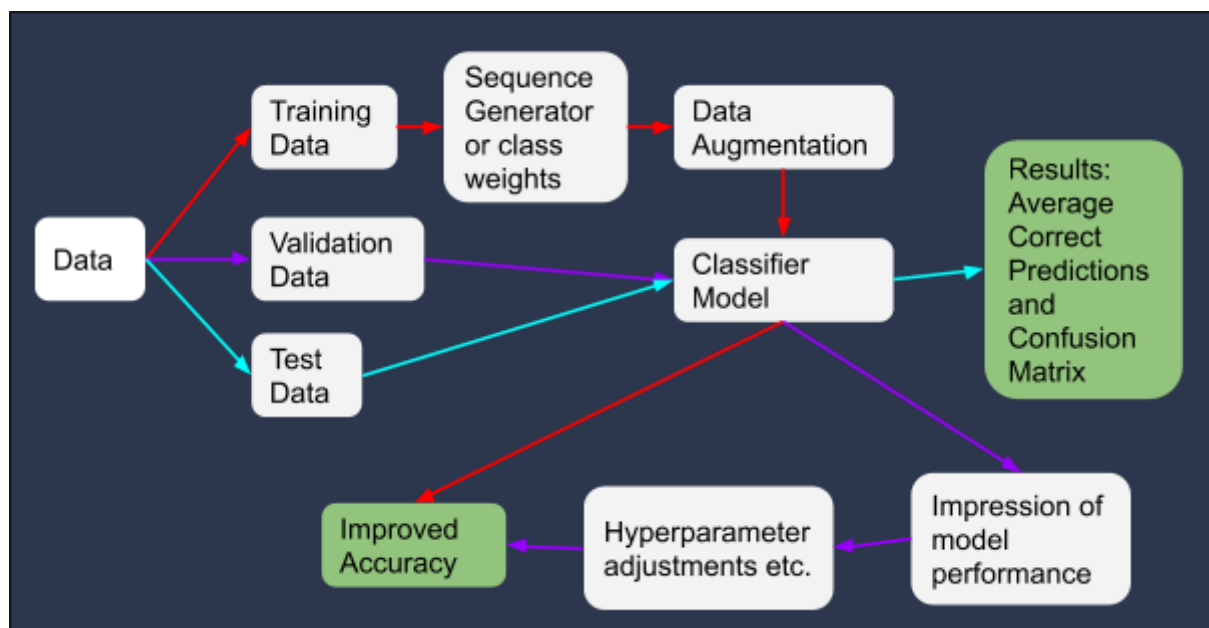 Data
Training
Data
Sequence
Generator
or class
weights
Data
Augmentation
Validation
Data
Test
Data
Classifier
Model
Results:
Average
Correct
Predictions
and
Confusion
Matrix
Improved
Accuracy
Hyperparameter
adjustments etc.
Impression of
model
performance